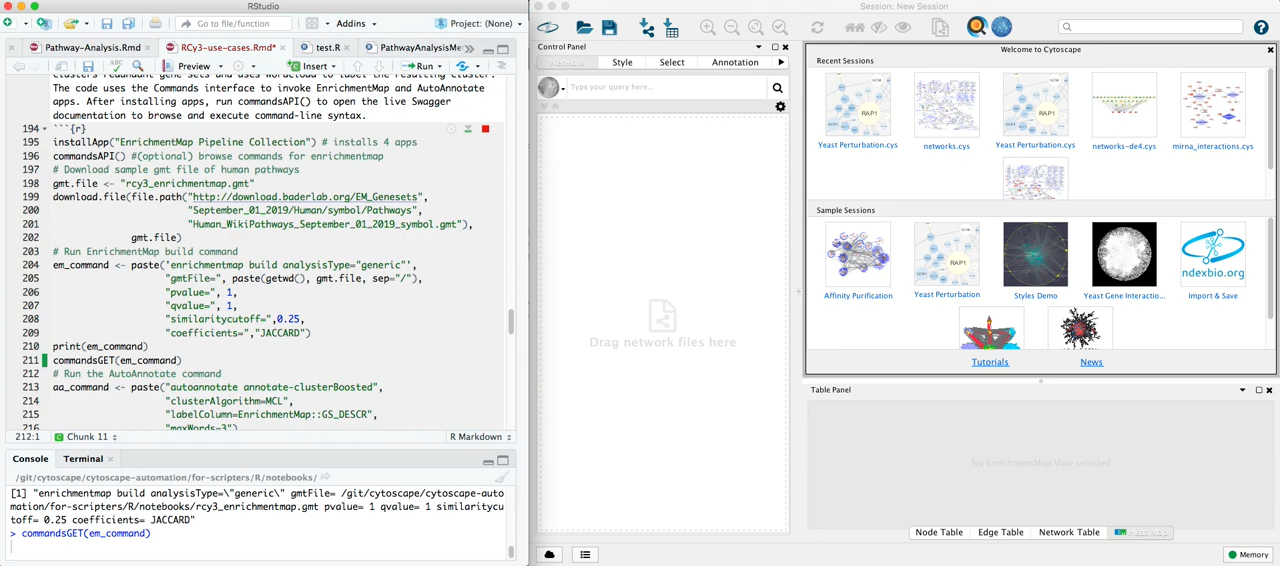 RStudio
Go to file/function
Addins
Project: (None)
Pathway-Analysis.Rmd
RCy3-use-cases.Rmd*
test.R
PathwayAnalysisMe
ABC
Preview
Insert
Run
clusters redundant gene sets and uses WordCloud to label the resulting cluster.
The code uses the Commands interface to invoke EnrichmentMap and AutoAnnotate
apps. After installing apps, run commandsAPI() to open the live Swagger
documentation to browse and execute command-line syntax.
194 ```{r}
195 installApp("EnrichmentMap Pipeline Collection") # installs 4 apps
196 commandsAPI() #(optional) browse commands for enrichmentmap
197 # Download sample gmt file of human pathways
198 gmt.file <- "rcy3_enrichmentmap.gmt"
199 download.file(file.path("http://download.baderlab.org/EM_Genesets",
200 "September_01_2019/Human/symbol/Pathways",
201 "Human_WikiPathways_September_01_2019_symbol.gmt"),
202 gmt.file)
203 # Run EnrichmentMap build command
204 em_command <- paste('enrichmentmap build analysisType="generic"',
205 "gmtFile=", paste(getwd(), gmt.file, sep="/"),
206 "pvalue=", 1,
207 "qvalue=", 1,
208 "similaritycutoff=",0.25,
209 "coefficients=","JACCARD")
210 print(em_command)
211 commandsGET(em_command)
212 # Run the AutoAnnotate command
213 aa_command <- paste("autoannotate annotate-clusterBoosted",
214 "clusterAlgorithm=MCL",
215 "labelColumn=EnrichmentMap::GS_DESCR",
216 "maxWords=3")
212:1
Chunk 11
R Markdown
Console Terminal
/git/cytoscape/cytoscape-automation/for-scripters/R/notebooks/
[1] "enrichmentmap build analysisType=\"generic\" gmtFile= /git/cytoscape/cytoscape-auto
mation/for-scripters/R/notebooks/rcy3_enrichmentmap.gmt pvalue= 1 qvalue= 1 similaritycu
toff= 0.25 coefficients= JACCARD"
> commandsGET(em_command)
Session: New Session
Control Panel
Network Style Select Annotation
Type your query here...
Drag network files here
Welcome to Cytoscape
Recent Sessions
RAP1
RAP1
Yeast Perturbation.cys
networks.cys
Yeast Perturbation.cys
networks-de4.cys
mirna_interactions.cys
Sample Sessions
RAP1
ndexbio.org
Affinity Purification
Yeast Perturbation
Styles Demo
Yeast Gene Interactio...
Import & Save
Tutorials
News
Table Panel
No EnrichmentMap View selected
Node Table
Edge Table
Network Table
Heat Map
Memory